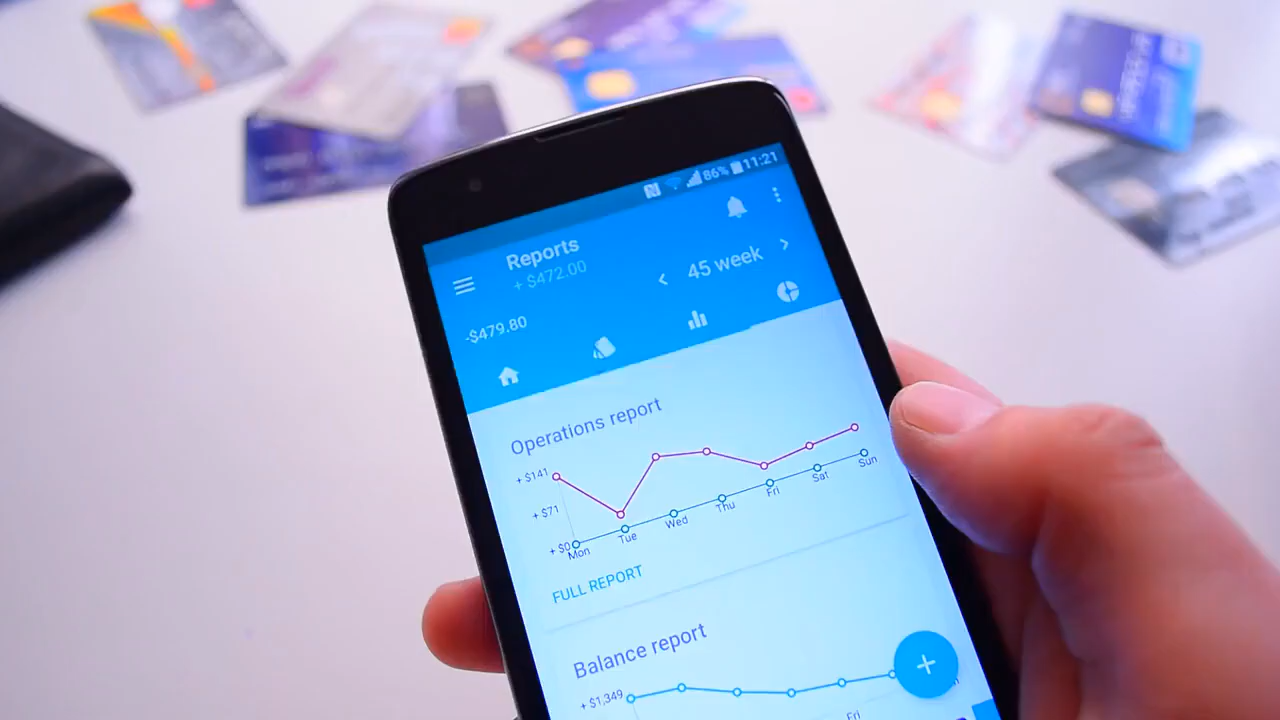 86% 11:21
Reports
+ $472.00
45 week
-$479.80
Operations report
+ $141
+ $71
+ $0
Mon Tue Wed Thu Fri Sat Sun
FULL REPORT
Balance report
+ $1,349
Fri